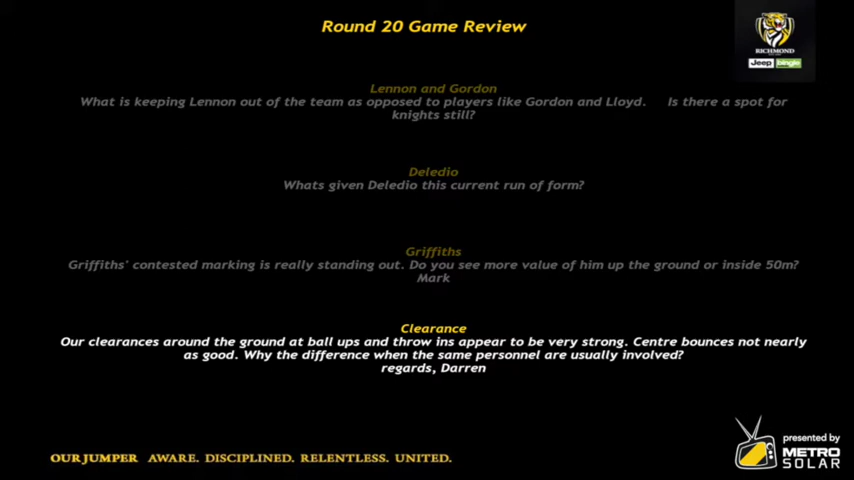 Round 20 Game Review
RICHMOND
Jeep bingle
Lennon and Gordon
What is keeping Lennon out of the team as opposed to players like Gordon and Lloyd. Is there a spot for
knights still?
Deledio
Whats given Deledio this current run of form?
Griffiths
Griffiths' contested marking is really standing out. Do you see more value of him up the ground or inside 50m?
Mark
Clearance
Our clearances around the ground at ball ups and throw ins appear to be very strong. Centre bounces not nearly
as good. Why the difference when the same personnel are usually involved?
regards, Darren
OUR JUMPER AWARE. DISCIPLINED. RELENTLESS. UNITED.
presented by
METRO
SOLAR